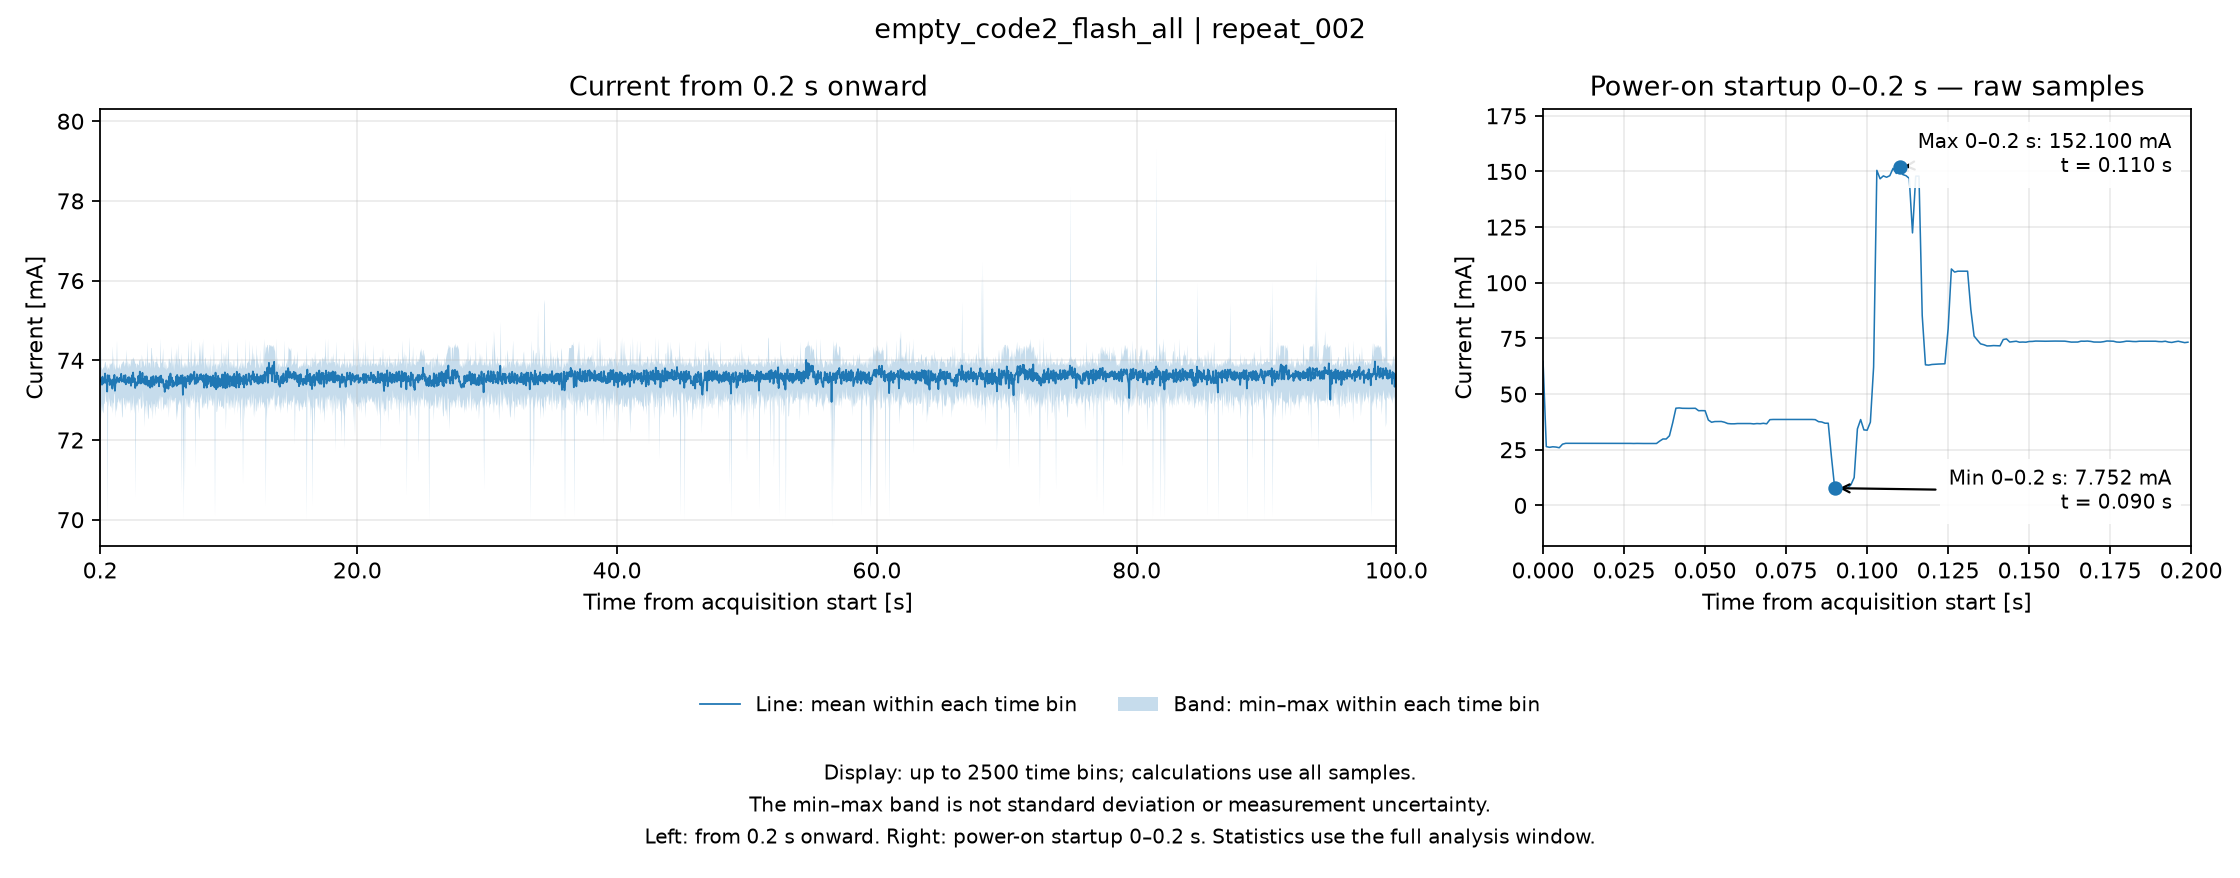 empty_code2_flash_all | repeat_002
Current from 0.2 s onward
Current [mA]
80
78
76
74
72
70
0.2
20.0
40.0
60.0
80.0
100.0
Time from acquisition start [s]
Power-on startup 0–0.2 s — raw samples
Current [mA]
175
150
125
100
75
50
25
0
Max 0–0.2 s: 152.100 mA
t = 0.110 s
Min 0–0.2 s: 7.752 mA
t = 0.090 s
0.000
0.025
0.050
0.075
0.100
0.125
0.150
0.175
0.200
Time from acquisition start [s]
Line: mean within each time bin
Band: min–max within each time bin
Display: up to 2500 time bins; calculations use all samples.
The min–max band is not standard deviation or measurement uncertainty.
Left: from 0.2 s onward. Right: power-on startup 0–0.2 s. Statistics use the full analysis window.